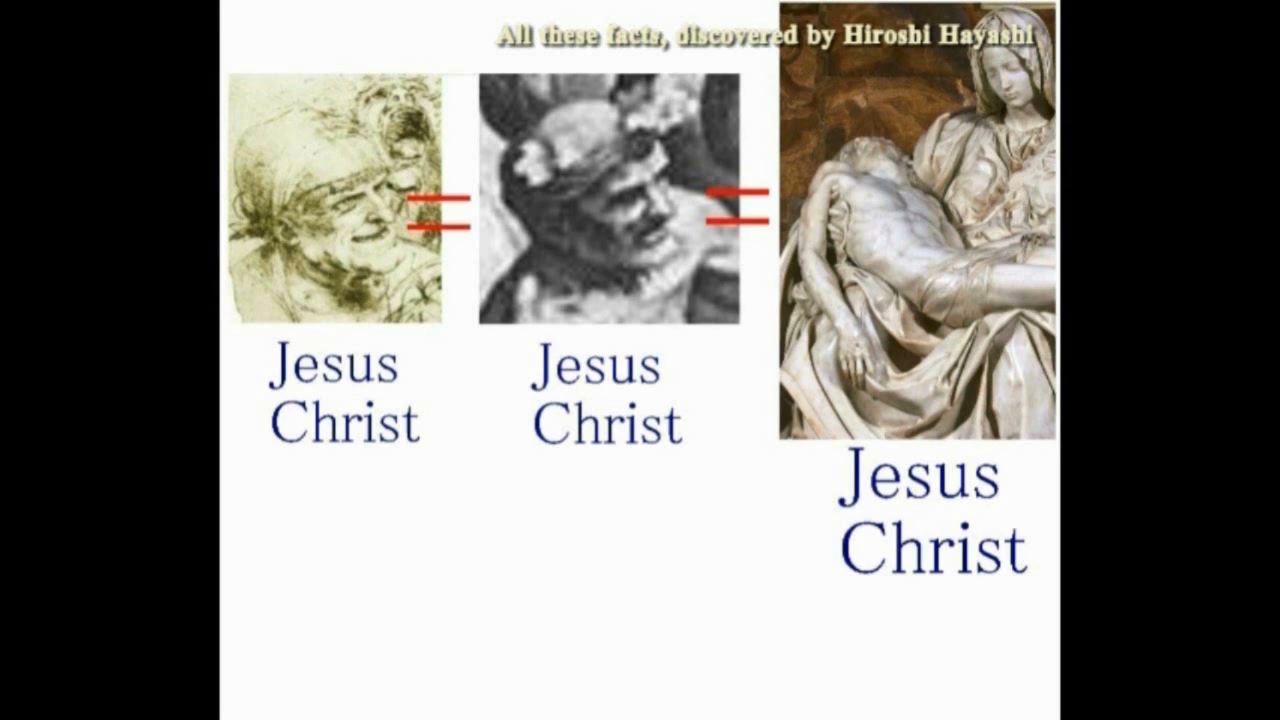 All these facts, discovered by Hiroshi Hayashi
Jesus
Christ
Jesus
Christ
Jesus
Christ